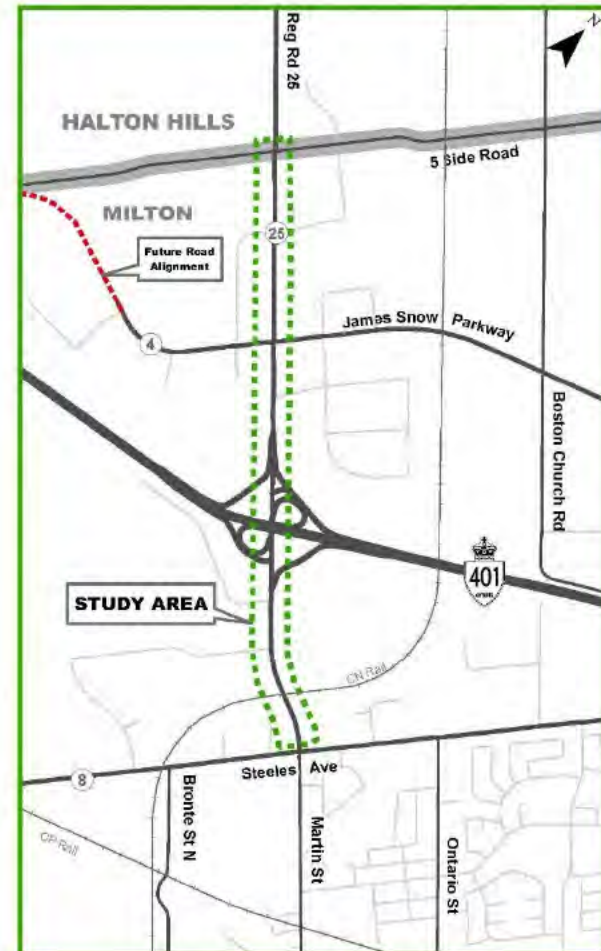 N
Reg Rd 25
HALTON HILLS
5 Side Road
MILTON
25
Future Road
Alignment
James Snow Parkway
4
Boston Church Rd
401
STUDY AREA
CN Rail
Steeles Ave
8
Bronte St N
Martin St
Ontario St
CP Rail